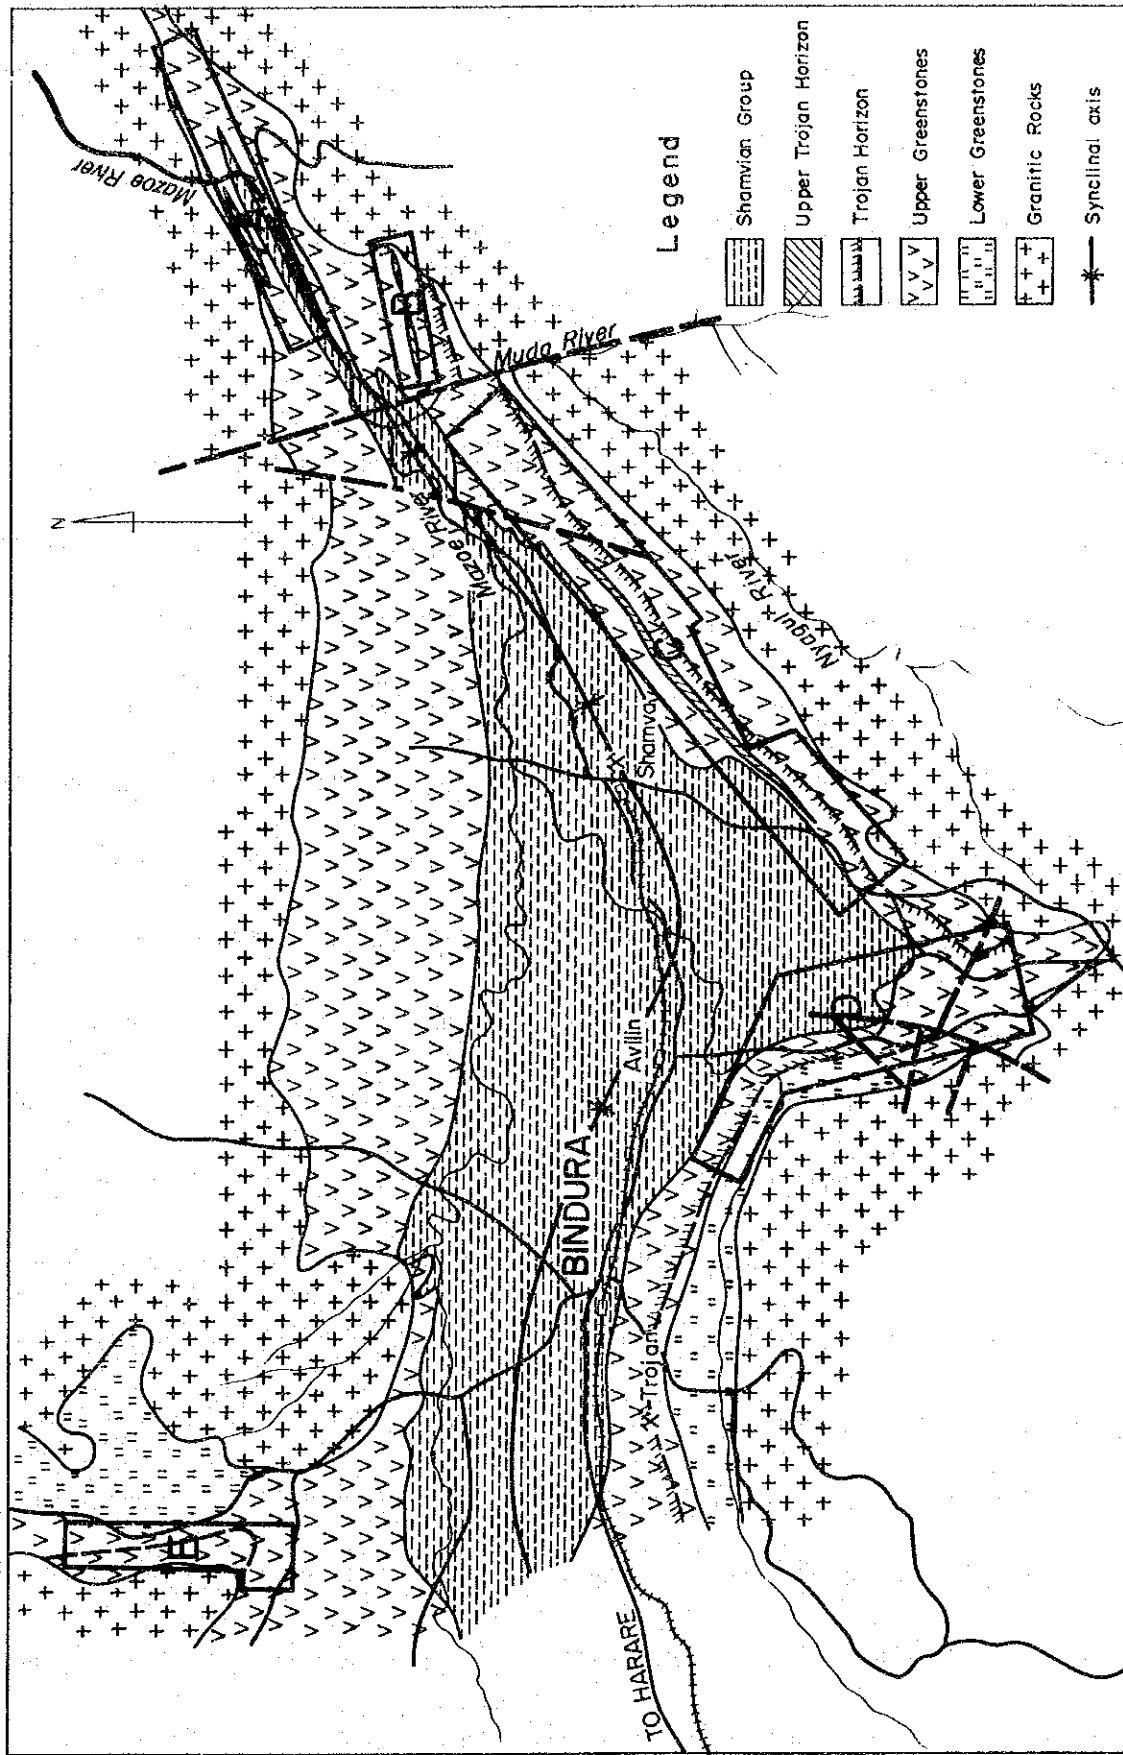 Mazoe River
A
B
Muda River
N
Mazoe River
C
Nyagui River
Shamva
X
D
Avilin
BINDURA
X-Trojan
E
TO HARARE
Legend
Shamvian Group
Upper Trojan Horizon
Trojan Horizon
Upper Greenstones
Lower Greenstones
Granitic Rocks
Synclinal axis